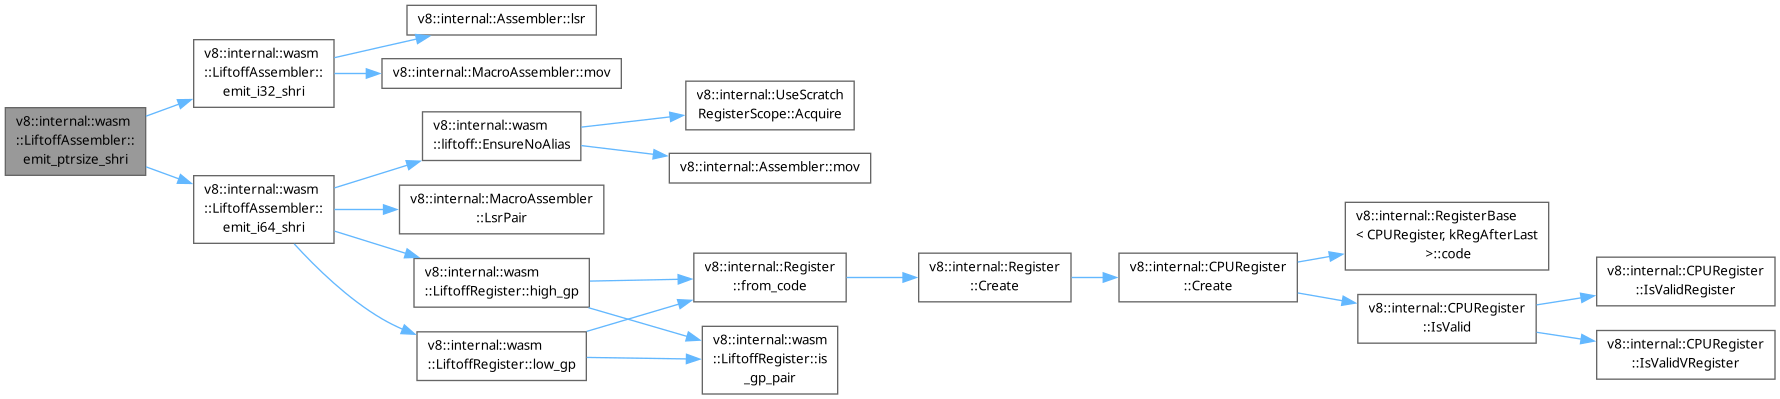 v8::internal::wasm
::LiftoffAssembler::
emit_ptrsize_shri
v8::internal::wasm
::LiftoffAssembler::
emit_i32_shri
v8::internal::Assembler::lsr
v8::internal::MacroAssembler::mov
v8::internal::wasm
::LiftoffAssembler::
emit_i64_shri
v8::internal::wasm
::liftoff::EnsureNoAlias
v8::internal::UseScratch
RegisterScope::Acquire
v8::internal::Assembler::mov
v8::internal::MacroAssembler
::LsrPair
v8::internal::wasm
::LiftoffRegister::high_gp
v8::internal::wasm
::LiftoffRegister::low_gp
v8::internal::Register
::from_code
v8::internal::wasm
::LiftoffRegister::is
_gp_pair
v8::internal::Register
::Create
v8::internal::CPURegister
::Create
v8::internal::RegisterBase
< CPURegister, kRegAfterLast
>::code
v8::internal::CPURegister
::IsValid
v8::internal::CPURegister
::IsValidRegister
v8::internal::CPURegister
::IsValidVRegister